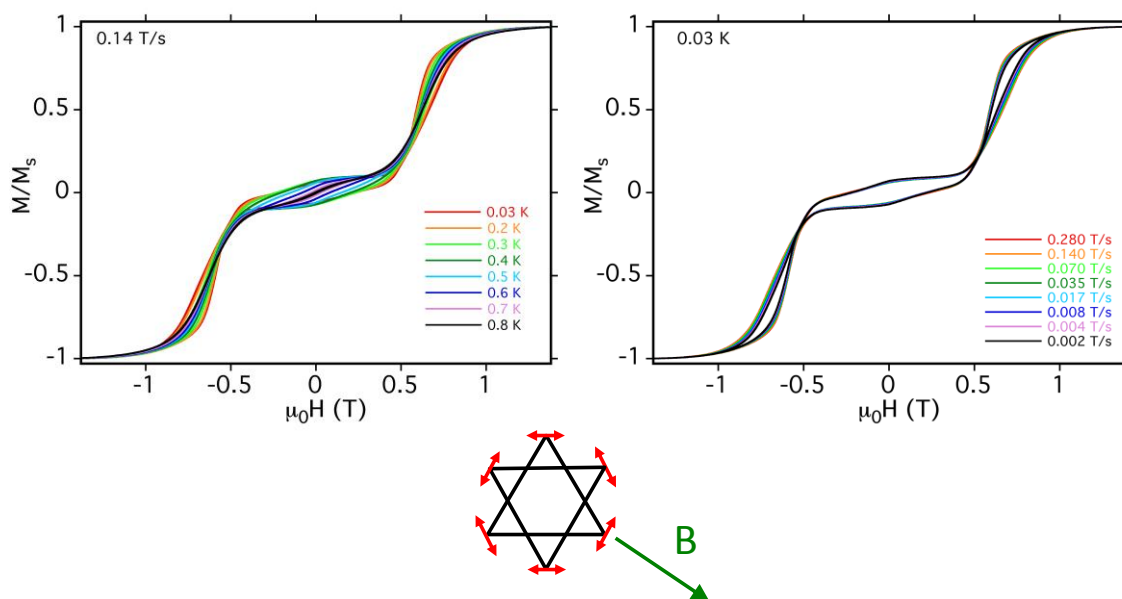 0.14 T/s
M/Ms
1
0.5
0
-0.5
-1
0.03 K
0.2 K
0.3 K
0.4 K
0.5 K
0.6 K
0.7 K
0.8 K
-1 -0.5 0 0.5 1
μ0H (T)
0.03 K
M/Ms
1
0.5
0
-0.5
-1
0.280 T/s
0.140 T/s
0.070 T/s
0.035 T/s
0.017 T/s
0.008 T/s
0.004 T/s
0.002 T/s
-1 -0.5 0 0.5 1
μ0H (T)
B